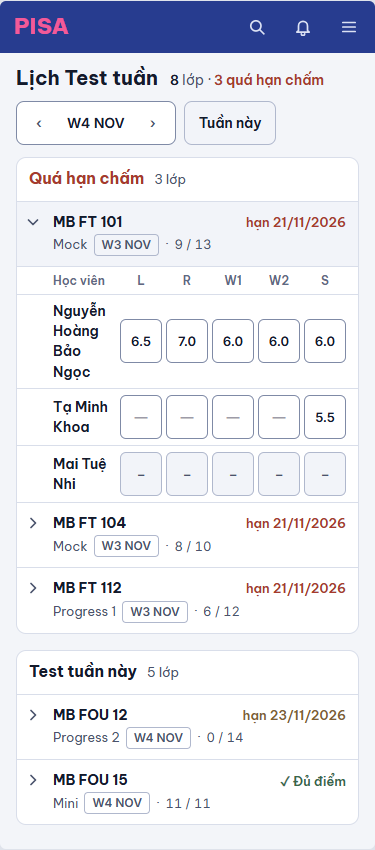 PISA
Lịch Test tuần 8 lớp · 3 quá hạn chấm
‹ W4 NOV › Tuần này
Quá hạn chấm 3 lớp
MB FT 101 hạn 21/11/2026
Mock W3 NOV · 9 / 13
Học viên L R W1 W2 S
Nguyễn
Hoàng
Bảo
Ngọc
6.5 7.0 6.0 6.0 6.0
Tạ Minh
Khoa
— — — — 5.5
Mai Tuệ
Nhi
– – – – –
MB FT 104 hạn 21/11/2026
Mock W3 NOV · 8 / 10
MB FT 112 hạn 21/11/2026
Progress 1 W3 NOV · 6 / 12
Test tuần này 5 lớp
MB FOU 12 hạn 23/11/2026
Progress 2 W4 NOV · 0 / 14
MB FOU 15 ✓ Đủ điểm
Mini W4 NOV · 11 / 11